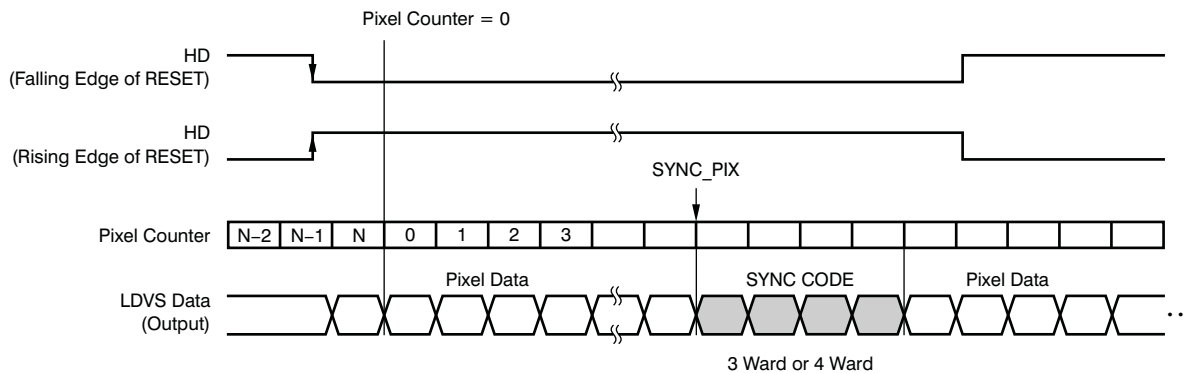 Pixel Counter = 0
HD
(Falling Edge of RESET)
HD
(Rising Edge of RESET)
SYNC_PIX
Pixel Counter
N−2 N−1 N 0 1 2 3
Pixel Data SYNC CODE Pixel Data
LDVS Data
(Output)
3 Ward or 4 Ward